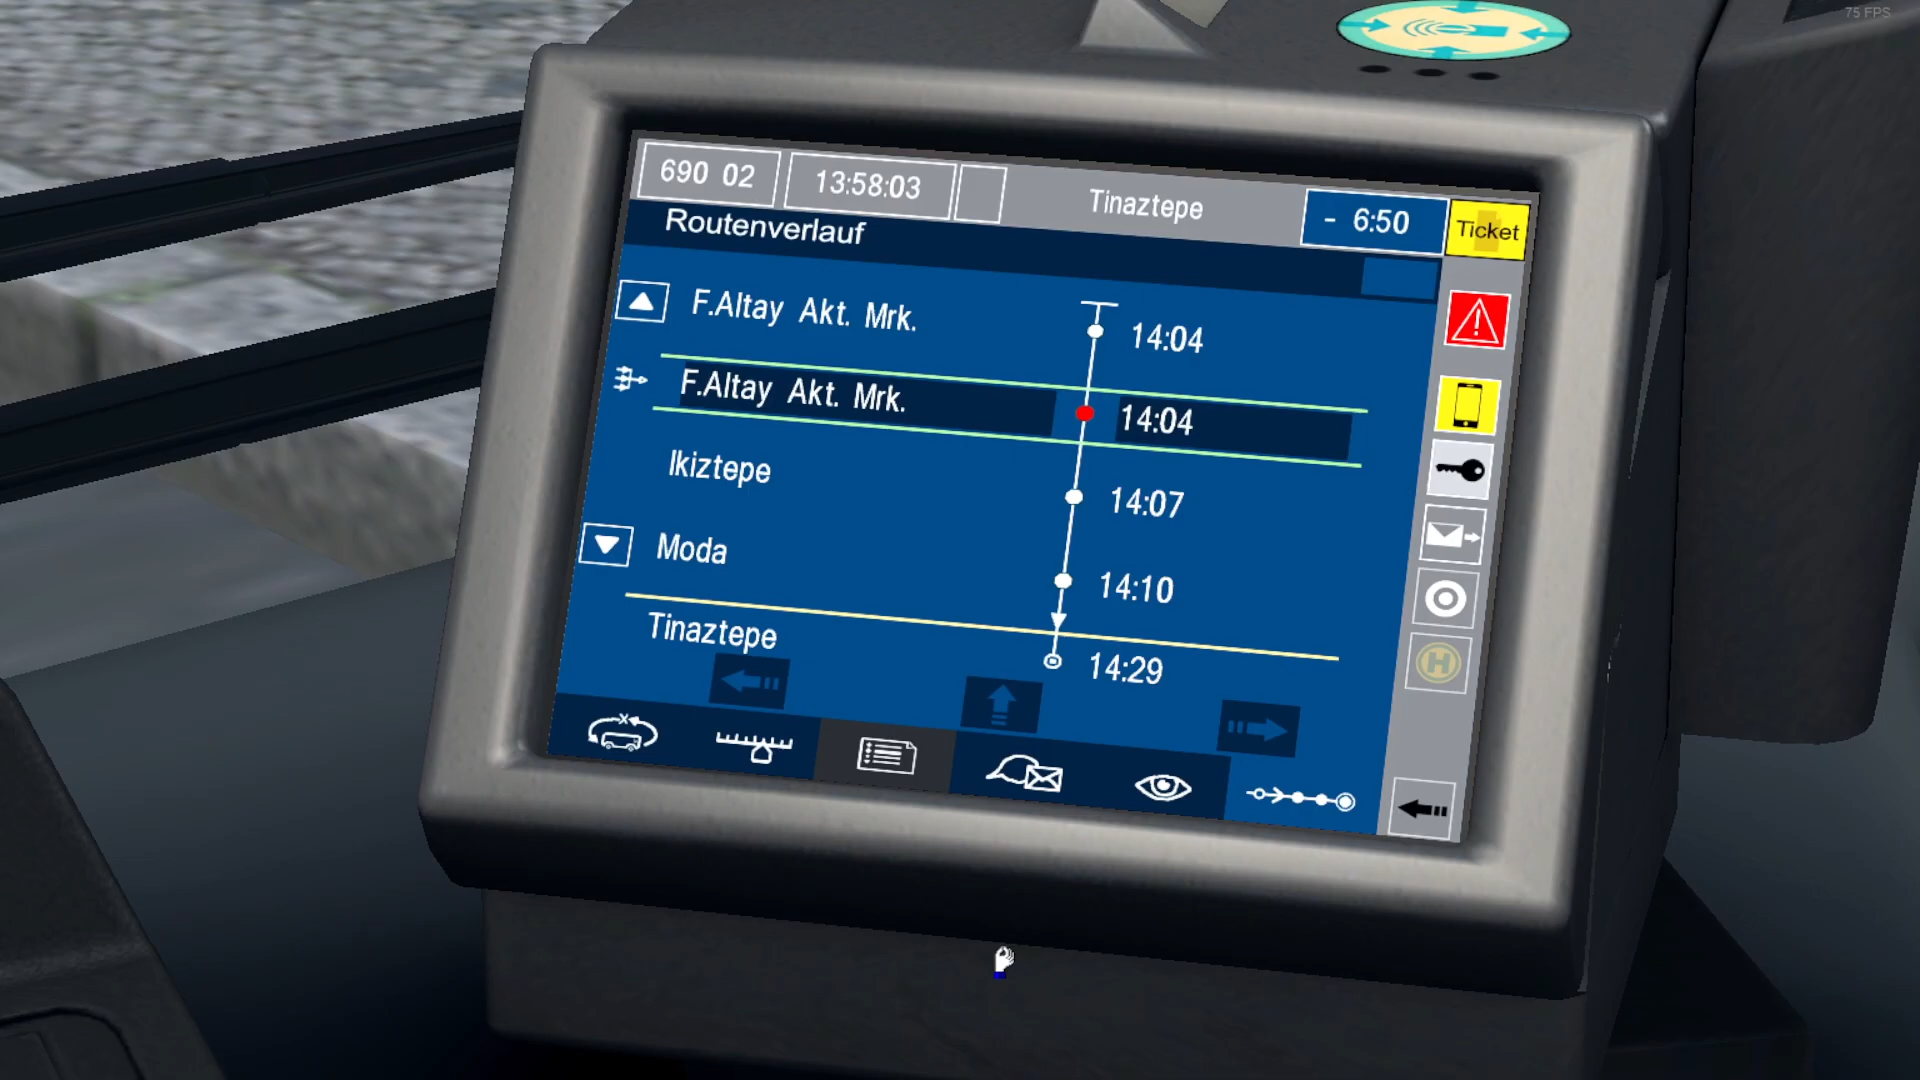 75 FPS
690 02
13:58:03
Tinaztepe
- 6:50
Ticket
Routenverlauf
F.Altay Akt. Mrk.
14:04
F.Altay Akt. Mrk.
14:04
Ikiztepe
14:07
Moda
14:10
Tinaztepe
14:29
H